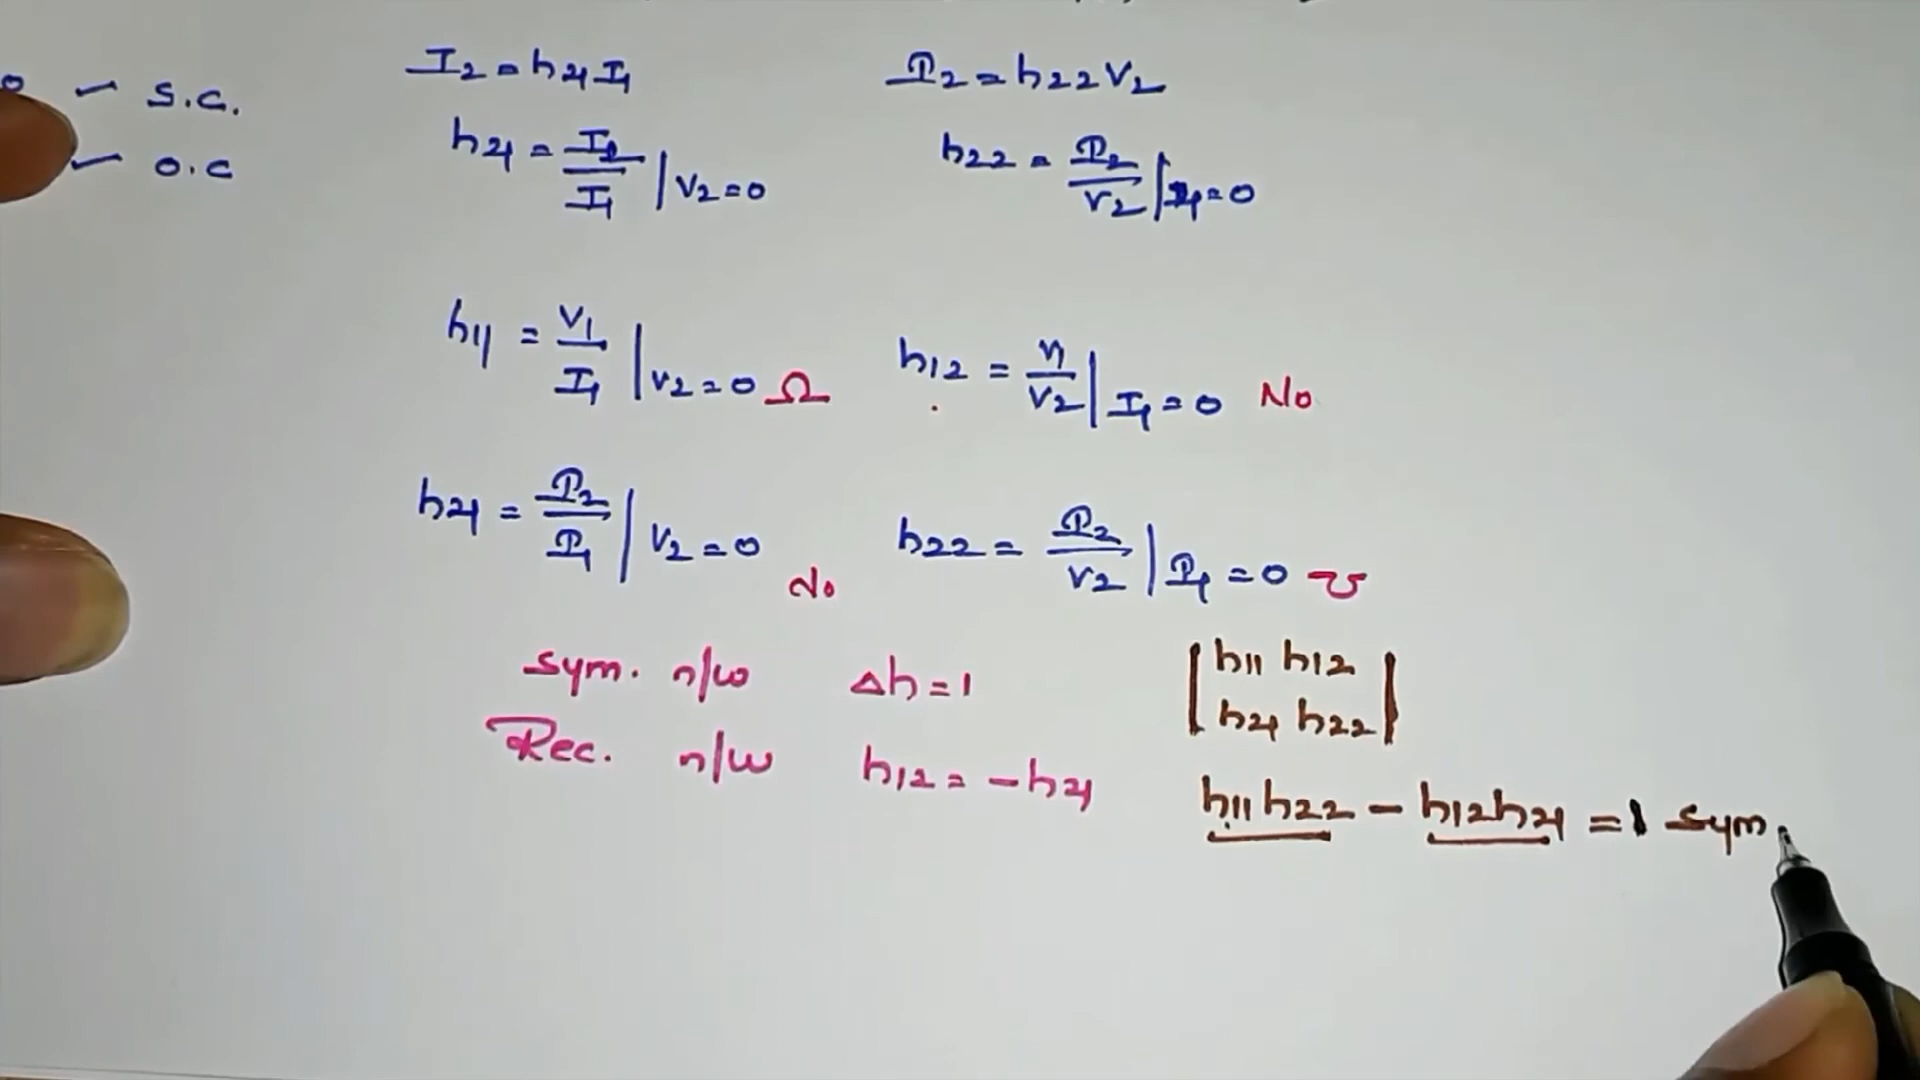 – S.C.
– O.C
I2 = h21 I1
I2 = h22 V2
h21 = I2/I1 | V2=0
h22 = I2/V2 | I1=0
h11 = V1/I1 | V2=0 Ω
h12 = V1/V2 | I1=0 No
h21 = I2/I1 | V2=0 No
h22 = I2/V2 | I1=0 ℧
Sym. n/w Δh=1
Rec. n/w h12 = -h21
| h11 h12 |
| h21 h22 |
h11 h22 – h12 h21 = 1 Sym.